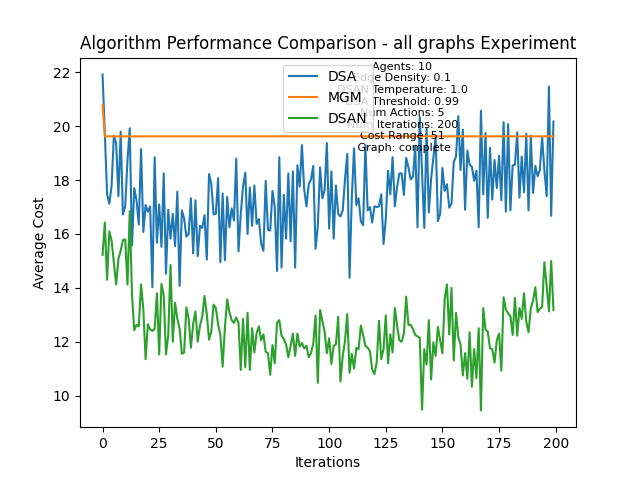 Algorithm Performance Comparison - all graphs Experiment
Agents: 10
Edge Density: 0.1
DSAN Temperature: 1.0
Threshold: 0.99
Num Actions: 5
Num Iterations: 200
Cost Range: 51
Graph: complete
DSA
MGM
DSAN
22
20
18
16
14
12
10
Average Cost
0
25
50
75
100
125
150
175
200
Iterations